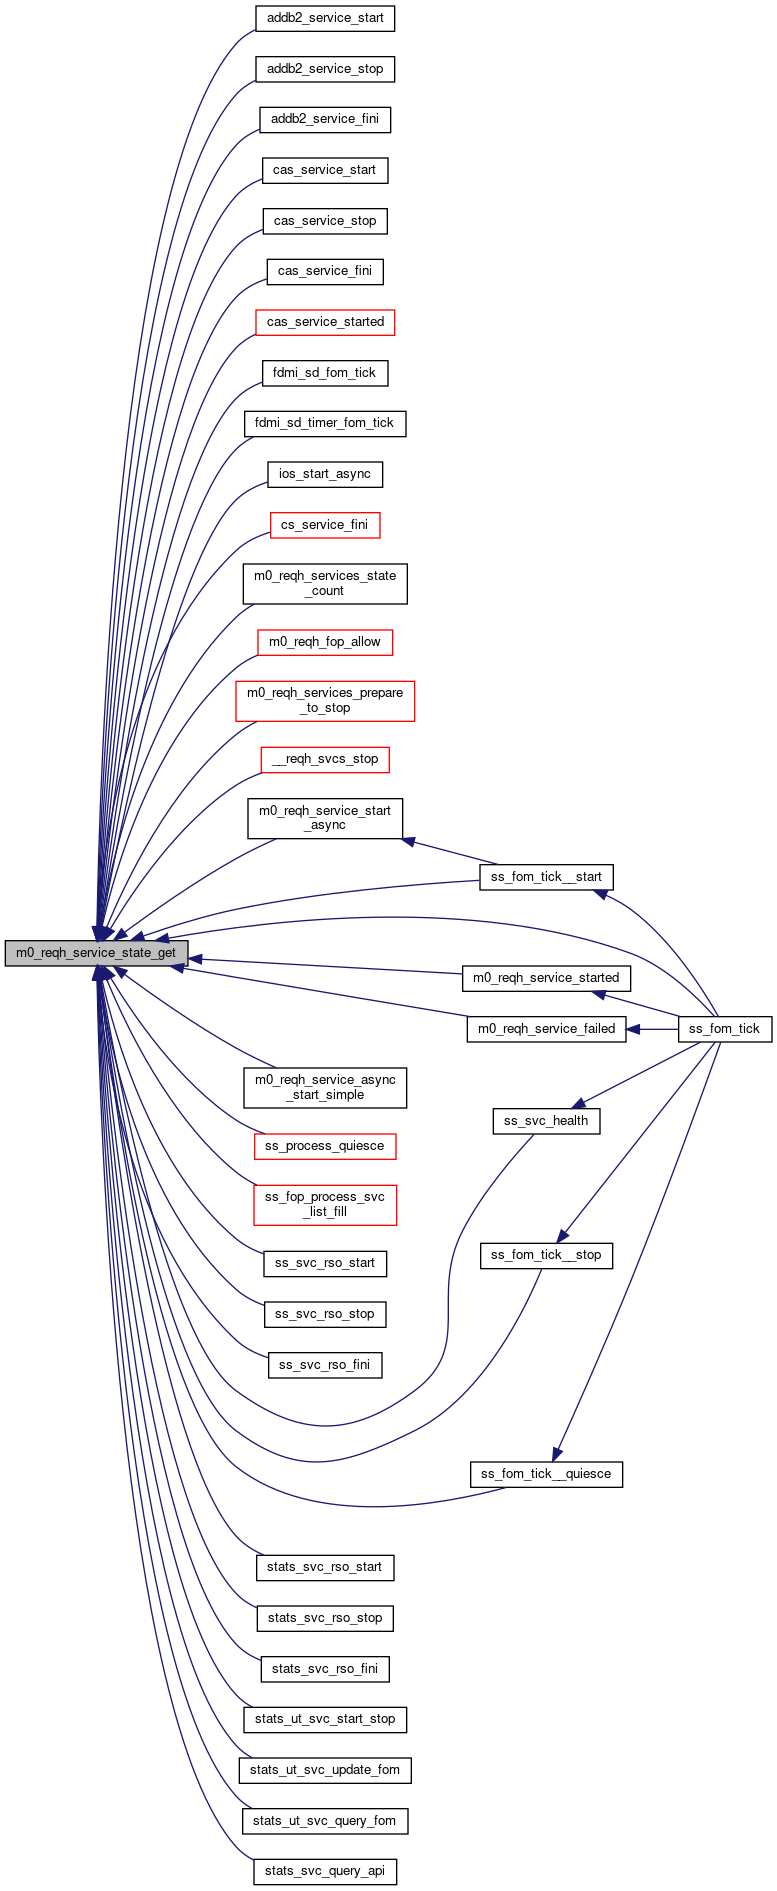 addb2_service_start
addb2_service_stop
addb2_service_fini
cas_service_start
cas_service_stop
cas_service_fini
cas_service_started
fdmi_sd_fom_tick
fdmi_sd_timer_fom_tick
ios_start_async
cs_service_fini
m0_reqh_services_state
_count
m0_reqh_fop_allow
m0_reqh_services_prepare
_to_stop
__reqh_svcs_stop
m0_reqh_service_start
_async
ss_fom_tick__start
m0_reqh_service_state_get
m0_reqh_service_started
m0_reqh_service_failed
ss_fom_tick
m0_reqh_service_async
_start_simple
ss_svc_health
ss_process_quiesce
ss_fop_process_svc
_list_fill
ss_svc_rso_start
ss_fom_tick__stop
ss_svc_rso_stop
ss_svc_rso_fini
ss_fom_tick__quiesce
stats_svc_rso_start
stats_svc_rso_stop
stats_svc_rso_fini
stats_ut_svc_start_stop
stats_ut_svc_update_fom
stats_ut_svc_query_fom
stats_svc_query_api